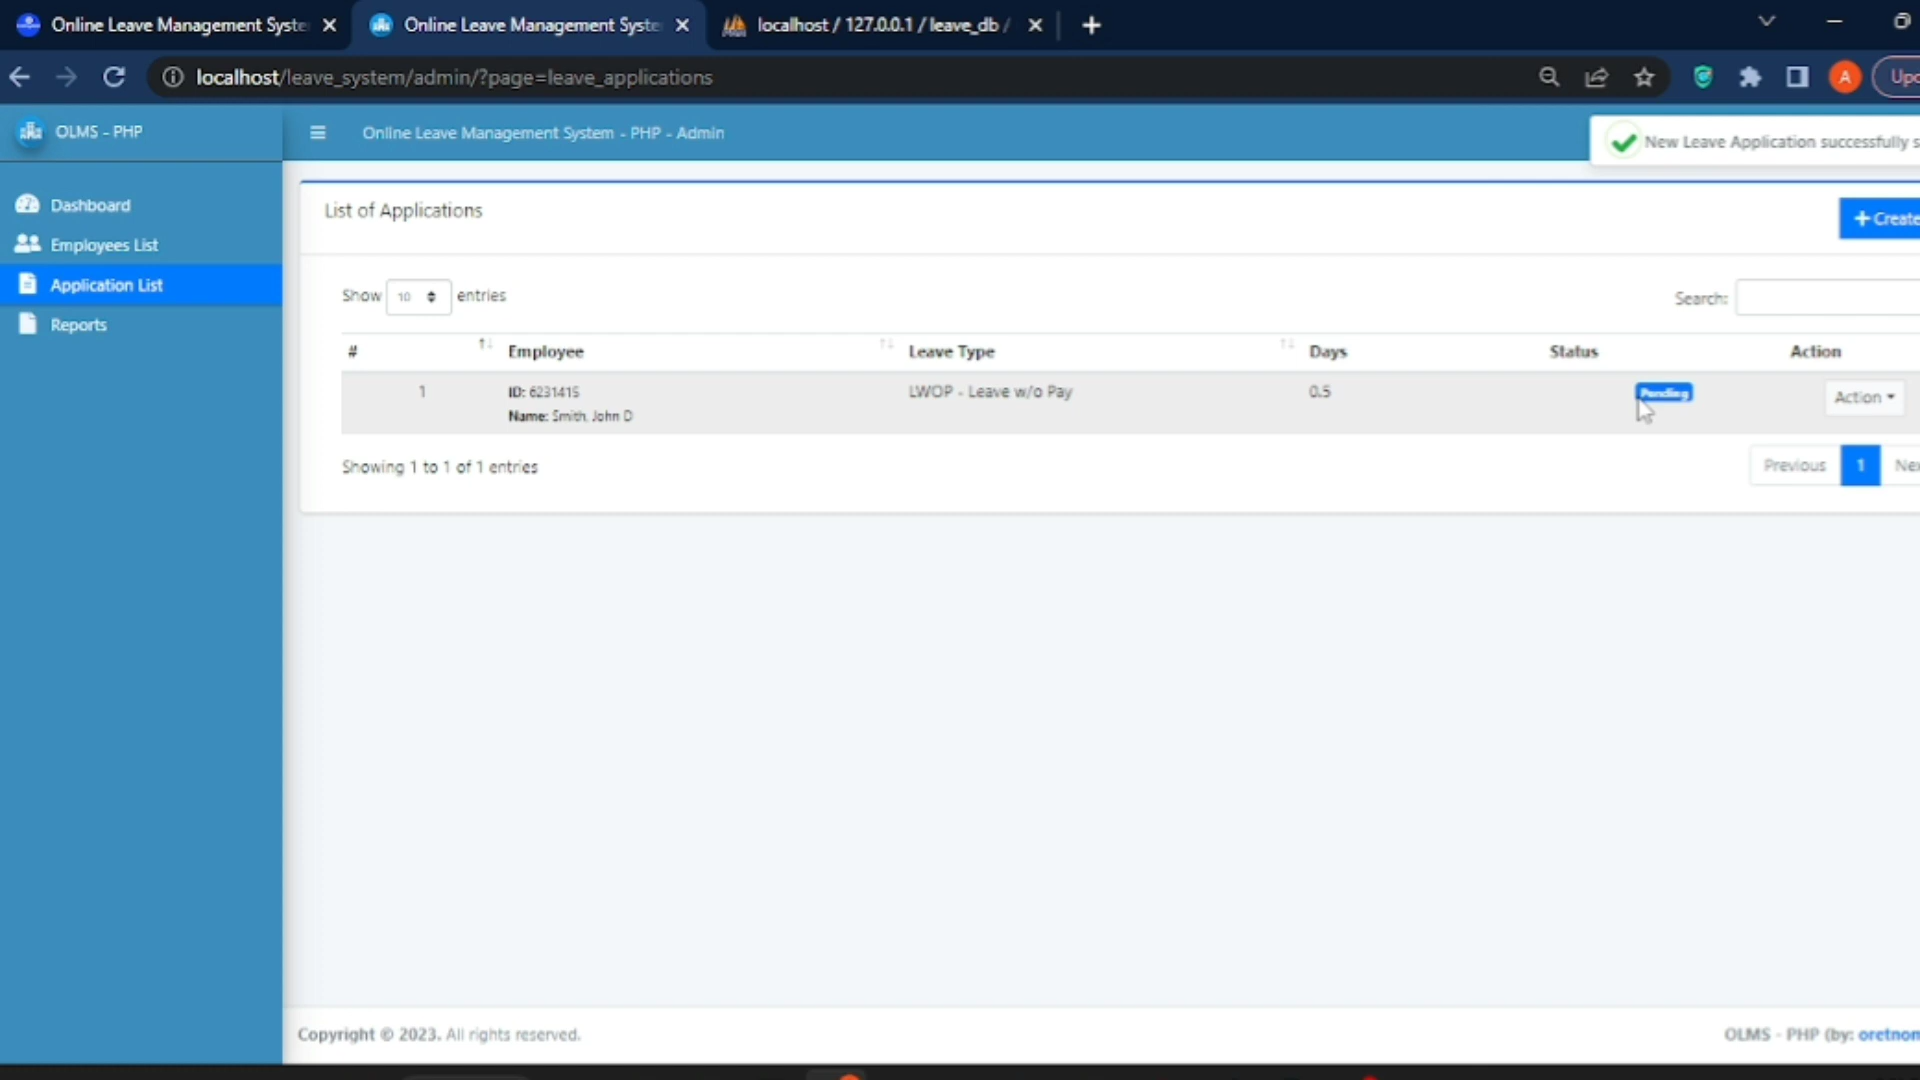 Online Leave Management Syste
Online Leave Management Syste
localhost / 127.0.0.1 / leave_db /
localhost/leave_system/admin/?page=leave_applications
A
Upd
OLMS - PHP
Online Leave Management System - PHP - Admin
New Leave Application successfully s
Dashboard
Employees List
Application List
Reports
List of Applications
+ Create
Show 10 entries
Search:
# Employee Leave Type Days Status Action
1 ID: 6231415 LWOP - Leave w/o Pay 0.5 Pending Action
Name: Smith, John D
Showing 1 to 1 of 1 entries
Previous 1 Nex
Copyright © 2023. All rights reserved.
OLMS - PHP (by: oretnom